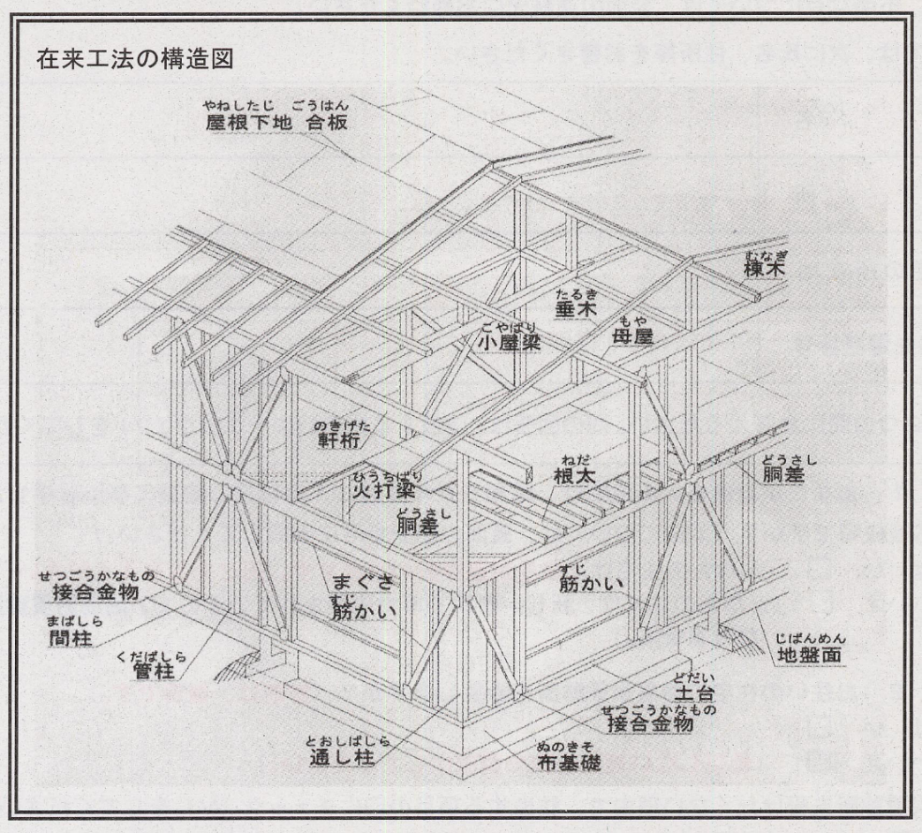 在来工法の構造図
やねしたじ ごうはん
屋根下地 合板
むなぎ
棟木
たるき
垂木
こやばり
小屋梁
もや
母屋
のきげた
軒桁
ひうちばり
火打梁
ねだ
根太
どうさし
胴差
どうさし
胴差
せつごうかなもの
接合金物
まぐさ
すじ
筋かい
すじ
筋かい
まばしら
間柱
くだばしら
管柱
じばんめん
地盤面
どだい
土台
せつごうかなもの
接合金物
とおしばしら
通し柱
ぬのきそ
布基礎